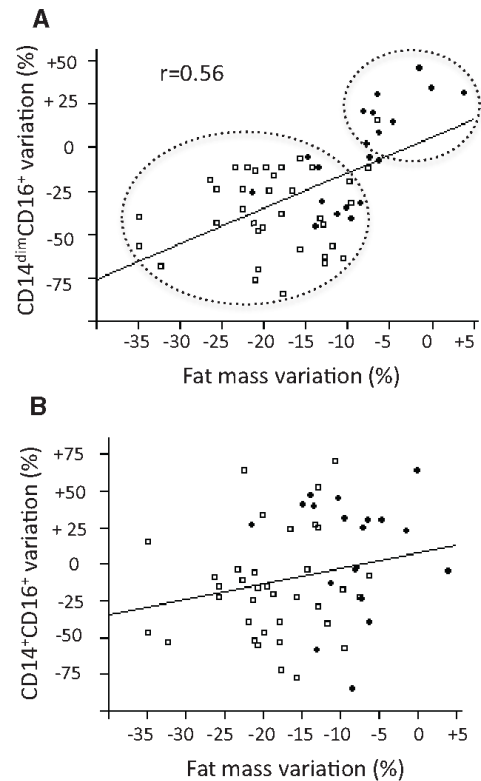 A
CD14dimCD16+ variation (%)
+50
+ 25
0
-25
-50
-75
r=0.56
-35 -30 -25 -20 -15 -10 -5 0 +5
Fat mass variation (%)
B
CD14+CD16+ variation (%)
+75
+50
+ 25
0
-25
-50
+75
-35 -30 -25 -20 -15 -10 -5 0 +5
Fat mass variation (%)